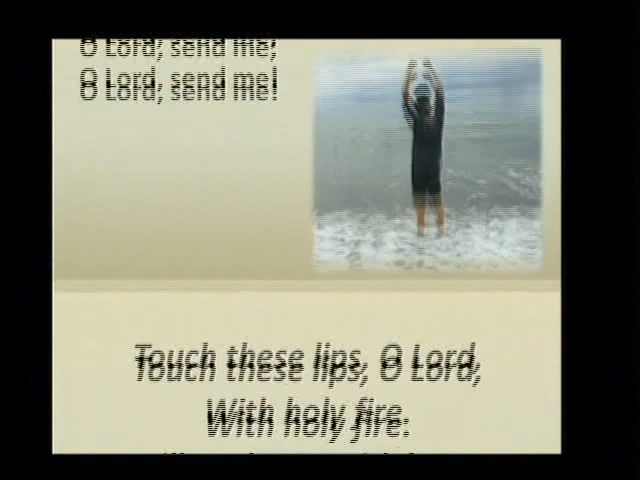 O Lord, send me;
O Lord, send me!
Touch these lips, O Lord,
With holy fire: